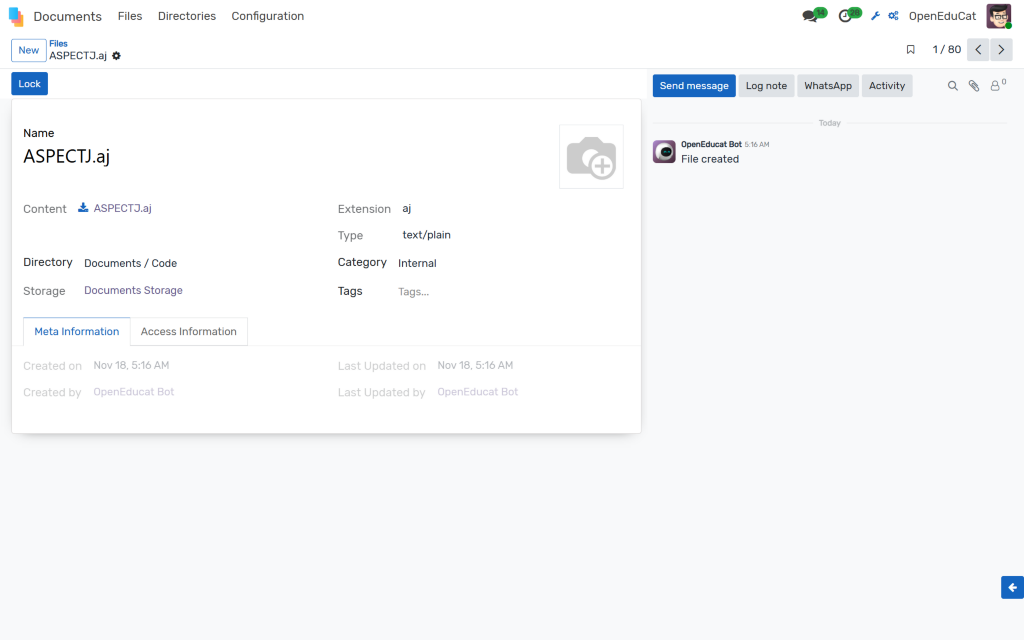 Documents Files Directories Configuration 14 28 OpenEduCat
New Files 1 / 80
ASPECTJ.aj
Lock Send message Log note WhatsApp Activity 0
Today
Name
ASPECTJ.aj
OpenEducat Bot 5:16 AM
File created
Content ASPECTJ.aj Extension aj
Type text/plain
Directory Documents / Code Category Internal
Storage Documents Storage Tags Tags...
Meta Information Access Information
Created on Nov 18, 5:16 AM Last Updated on Nov 18, 5:16 AM
Created by OpenEducat Bot Last Updated by OpenEducat Bot